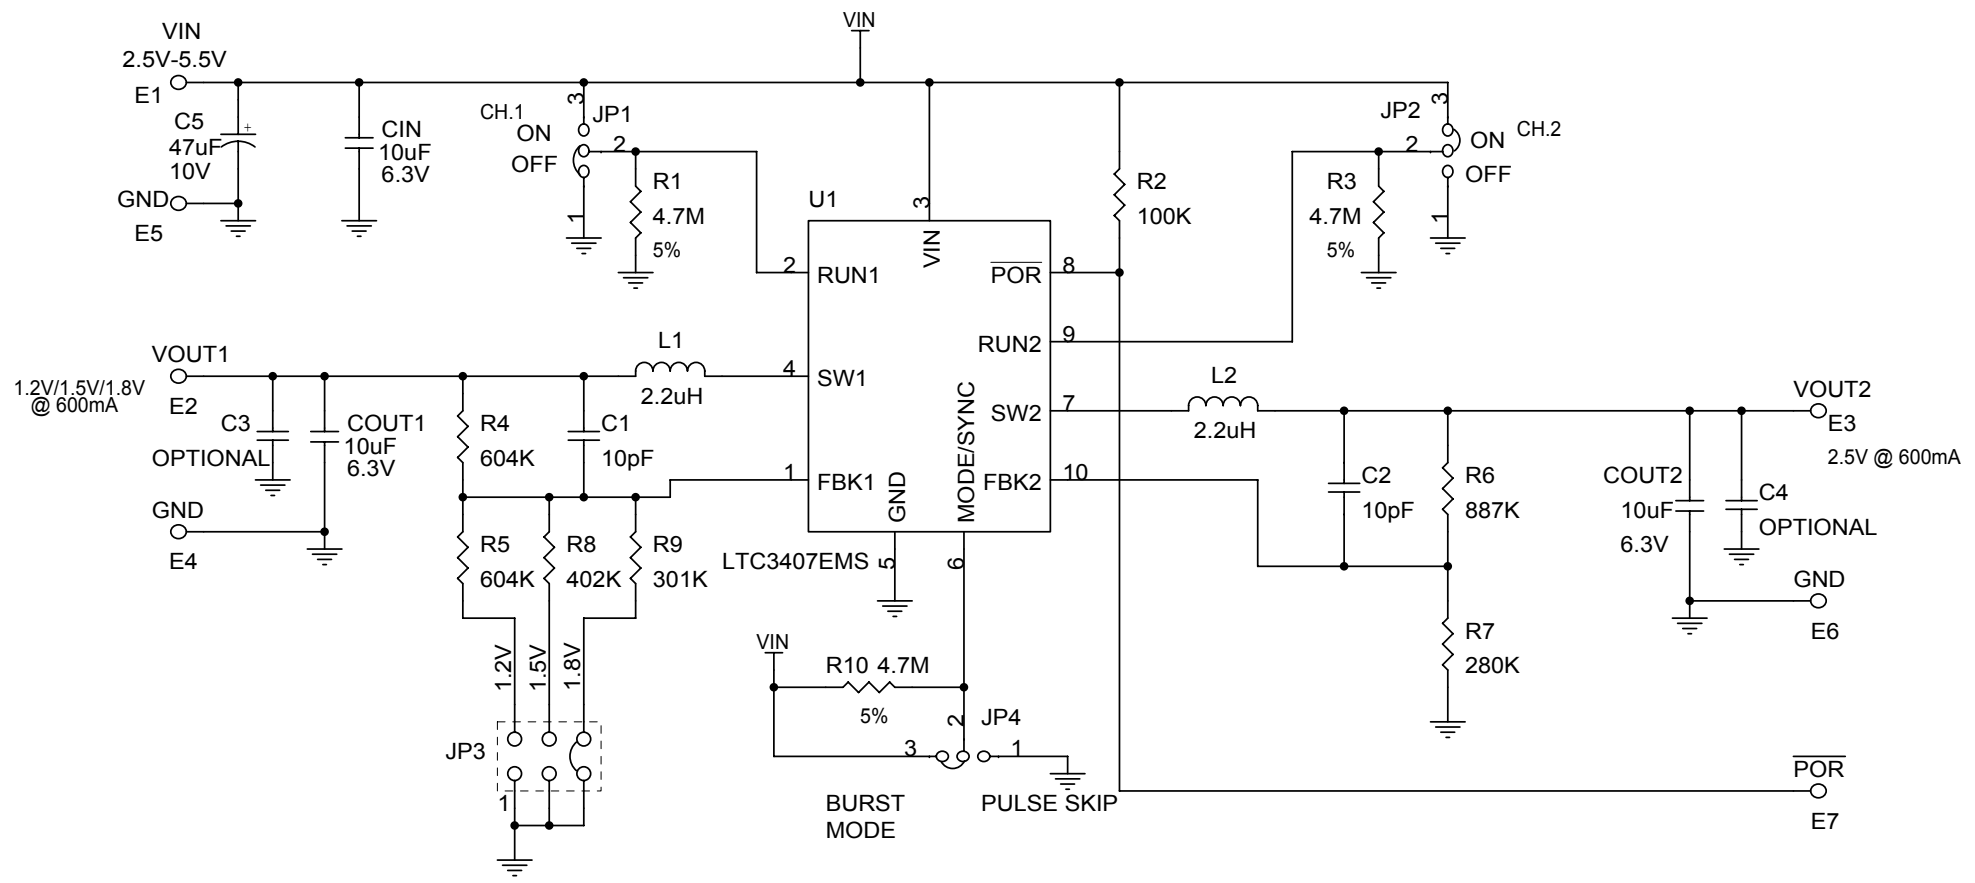 VIN
2.5V-5.5V
E1
C5
47uF
10V
+
GND
E5
CIN
10uF
6.3V
VIN
CH.1
ON
OFF
3
JP1
2
1
R1
4.7M
5%
U1
3
VIN
2
RUN1
4
SW1
1
FBK1
GND
5
MODE/SYNC
6
POR
8
RUN2
9
SW2
7
FBK2
10
LTC3407EMS
R2
100K
JP2
3
2
1
ON
OFF
CH.2
R3
4.7M
5%
VOUT1
1.2V/1.5V/1.8V
@ 600mA
E2
C3
OPTIONAL
COUT1
10uF
6.3V
GND
E4
R4
604K
C1
10pF
L1
2.2uH
R5
604K
R8
402K
R9
301K
1.2V
1.5V
1.8V
JP3
1
VIN
R10 4.7M
5%
2
JP4
3
1
BURST
MODE
PULSE SKIP
L2
2.2uH
C2
10pF
R6
887K
R7
280K
COUT2
10uF
6.3V
C4
OPTIONAL
VOUT2
E3
2.5V @ 600mA
GND
E6
POR
E7